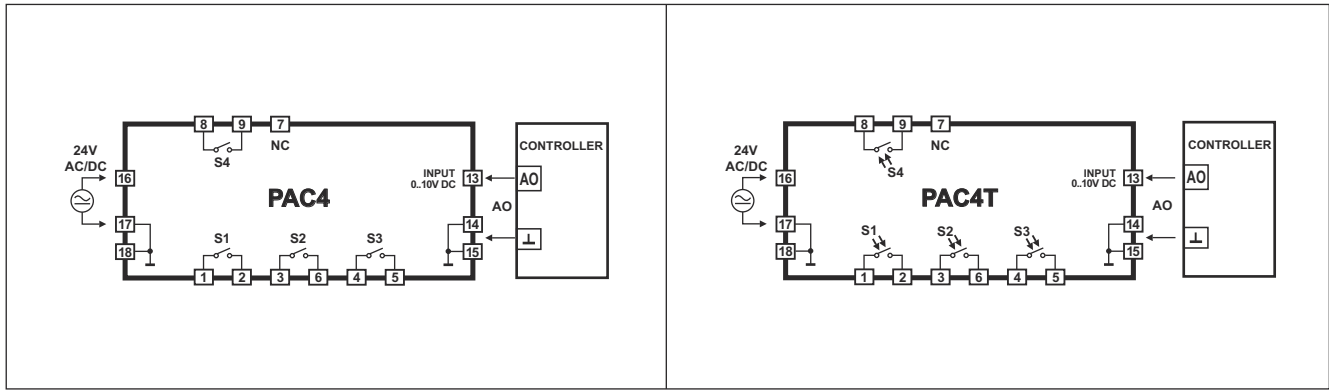 8 9 7
NC
S4
24V
AC/DC
16
17
18
PAC4
INPUT
0..10V DC
13
14
15
S1 S2 S3
1 2 3 6 4 5
AO
CONTROLLER
AO
⊥
8 9 7
NC
S4
24V
AC/DC
16
17
18
PAC4T
INPUT
0..10V DC
13
14
15
S1 S2 S3
1 2 3 6 4 5
AO
CONTROLLER
AO
⊥